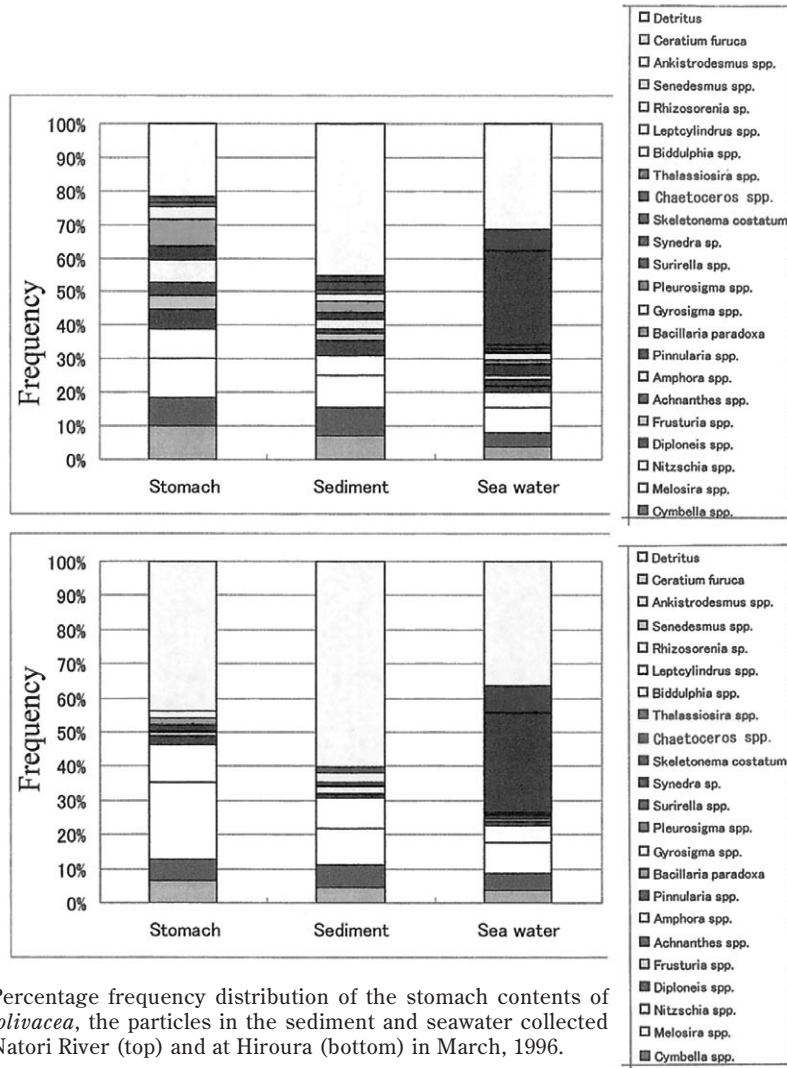 Detritus
Ceratium furuca
Ankistrodesmus spp.
Senedesmus spp.
Rhizosorenia sp.
Leptcylindrus spp.
Biddulphia spp.
Thalassiosira spp.
Chaetoceros spp.
Skeletonema costatum
Synedra sp.
Surirella spp.
Pleurosigma spp.
Gyrosigma spp.
Bacillaria paradoxa
Pinnularia spp.
Amphora spp.
Achnanthes spp.
Frusturia spp.
Diploneis spp.
Nitzschia spp.
Melosira spp.
Cymbella spp.
Frequency
100%
90%
80%
70%
60%
50%
40%
30%
20%
10%
0%
Stomach Sediment Sea water
Detritus
Ceratium furuca
Ankistrodesmus spp.
Senedesmus spp.
Rhizosorenia sp.
Leptcylindrus spp.
Biddulphia spp.
Thalassiosira spp.
Chaetoceros spp.
Skeletonema costatum
Synedra sp.
Surirella spp.
Pleurosigma spp.
Gyrosigma spp.
Bacillaria paradoxa
Pinnularia spp.
Amphora spp.
Achnanthes spp.
Frusturia spp.
Diploneis spp.
Nitzschia spp.
Melosira spp.
Cymbella spp.
Frequency
100%
90%
80%
70%
60%
50%
40%
30%
20%
10%
0%
Stomach Sediment Sea water
Percentage frequency distribution of the stomach contents of
olivacea, the particles in the sediment and seawater collected
Natori River (top) and at Hiroura (bottom) in March, 1996.